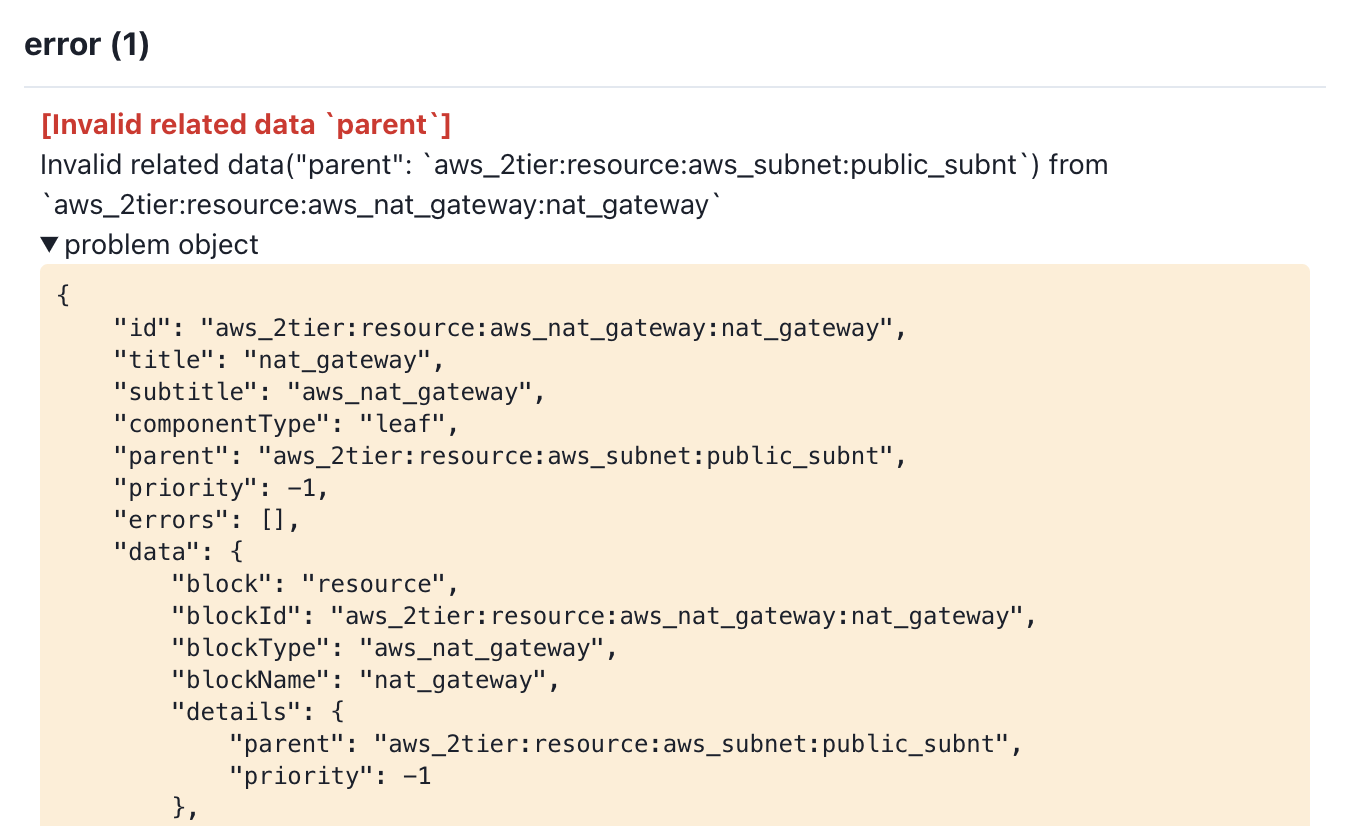 error (1)
[Invalid related data `parent`]
Invalid related data("parent": `aws_2tier:resource:aws_subnet:public_subnt`) from
`aws_2tier:resource:aws_nat_gateway:nat_gateway`
▼ problem object
{
    "id": "aws_2tier:resource:aws_nat_gateway:nat_gateway",
    "title": "nat_gateway",
    "subtitle": "aws_nat_gateway",
    "componentType": "leaf",
    "parent": "aws_2tier:resource:aws_subnet:public_subnt",
    "priority": -1,
    "errors": [],
    "data": {
        "block": "resource",
        "blockId": "aws_2tier:resource:aws_nat_gateway:nat_gateway",
        "blockType": "aws_nat_gateway",
        "blockName": "nat_gateway",
        "details": {
            "parent": "aws_2tier:resource:aws_subnet:public_subnt",
            "priority": -1
        },